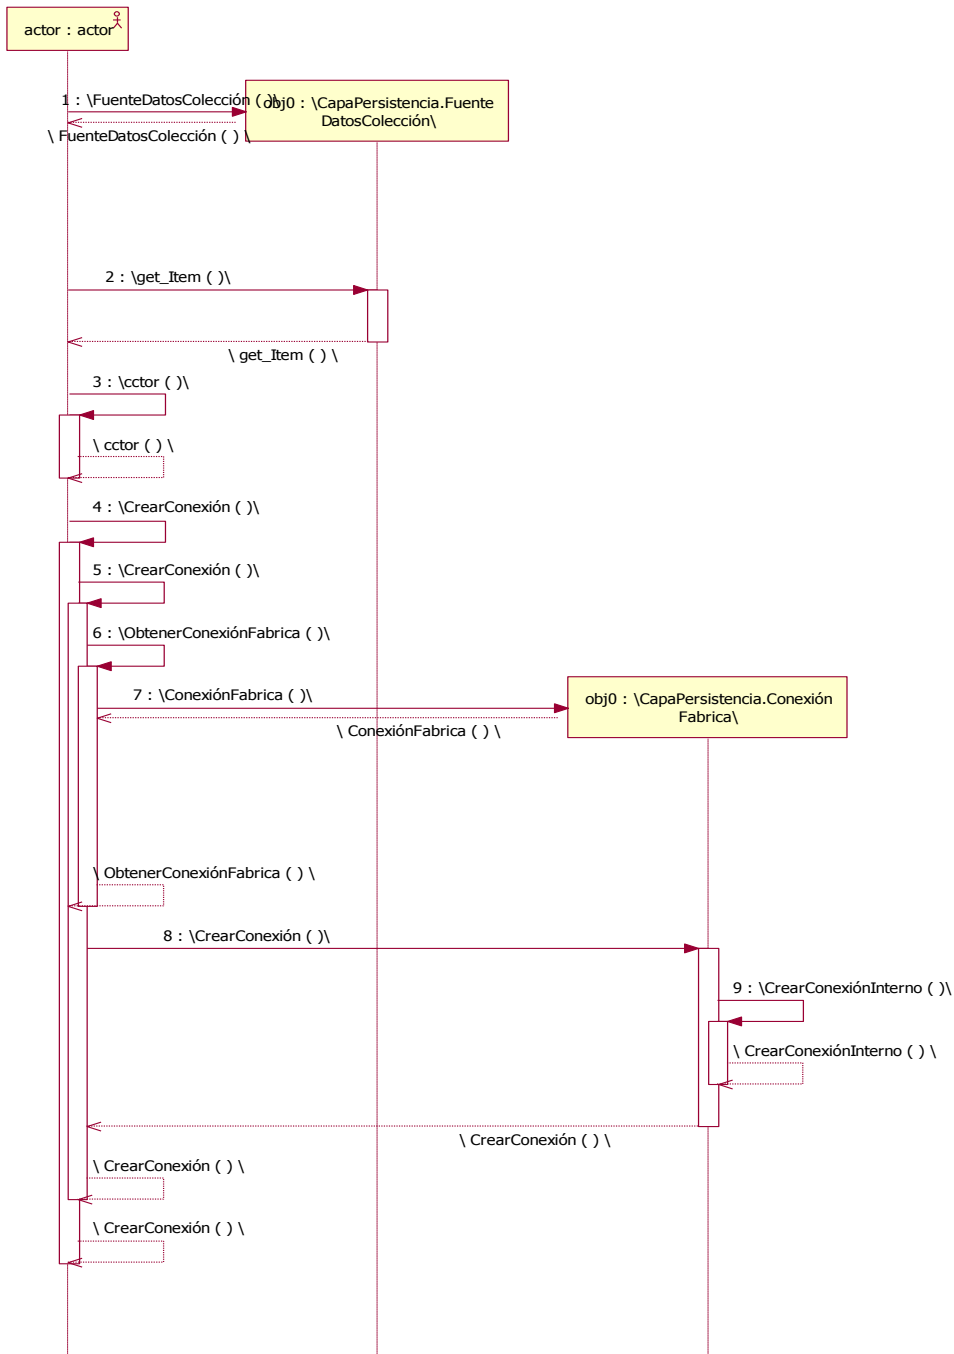 actor : actor
1 : \FuenteDatosColección ( )\
obj0 : \CapaPersistencia.Fuente
DatosColección\
\ FuenteDatosColección ( ) \
2 : \get_Item ( )\
\ get_Item ( ) \
3 : \cctor ( )\
\ cctor ( ) \
4 : \CrearConexión ( )\
5 : \CrearConexión ( )\
6 : \ObtenerConexiónFabrica ( )\
7 : \ConexiónFabrica ( )\
obj0 : \CapaPersistencia.Conexión
Fabrica\
\ ConexiónFabrica ( ) \
\ ObtenerConexiónFabrica ( ) \
8 : \CrearConexión ( )\
9 : \CrearConexiónInterno ( )\
\ CrearConexiónInterno ( ) \
\ CrearConexión ( ) \
\ CrearConexión ( ) \
\ CrearConexión ( ) \